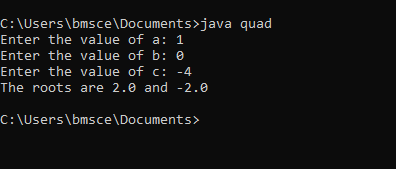 C:\Users\bmsce\Documents>java quad
Enter the value of a: 1
Enter the value of b: 0
Enter the value of c: -4
The roots are 2.0 and -2.0
C:\Users\bmsce\Documents>